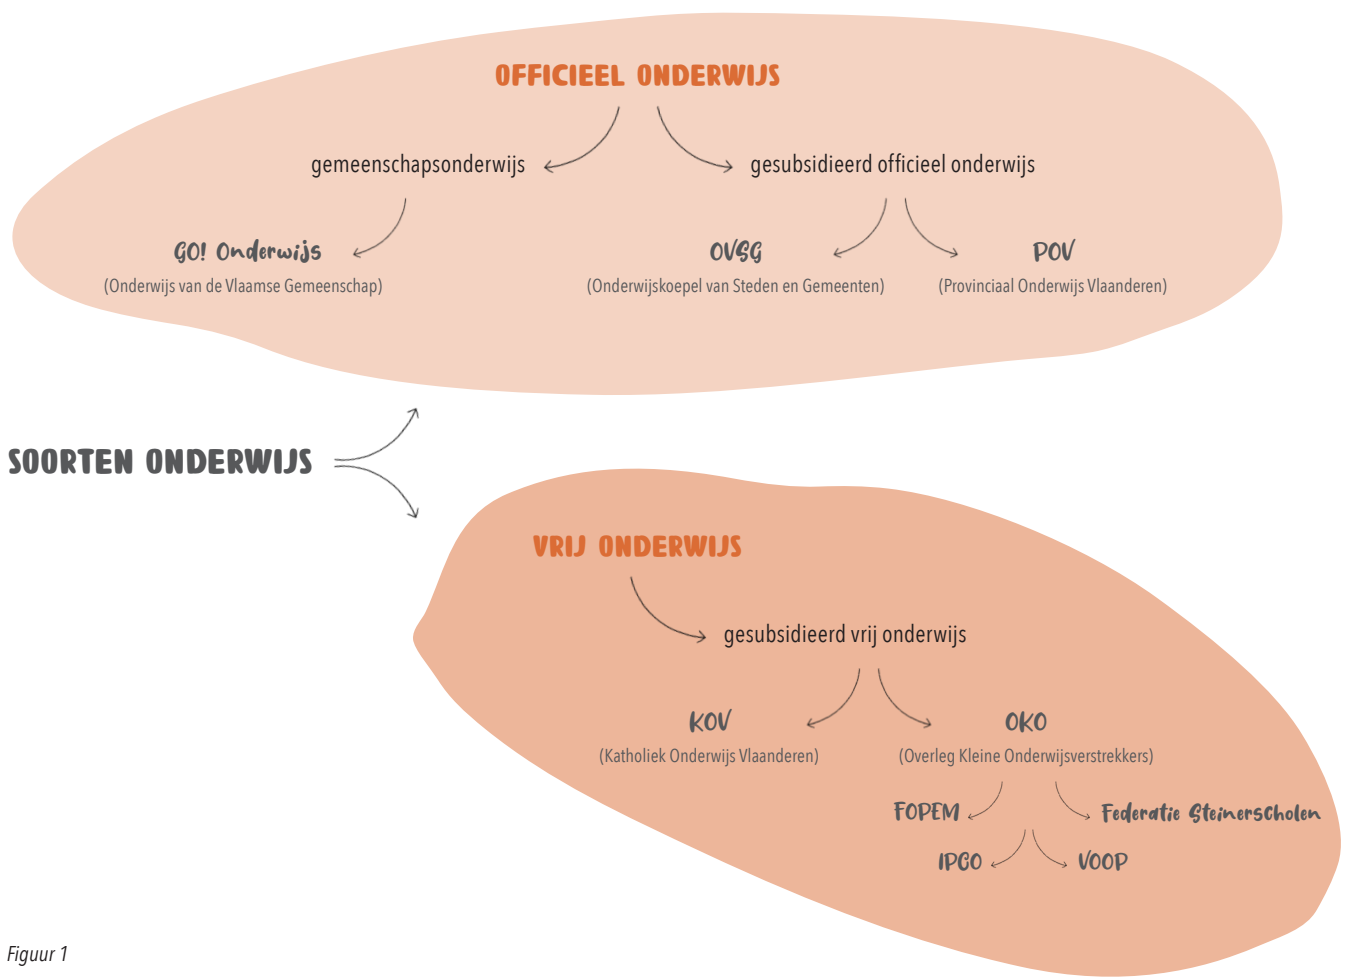 OFFICIEEL ONDERWIJS
gemeenschapsonderwijs
gesubsidieerd officieel onderwijs
GO! Onderwijs
(Onderwijs van de Vlaamse Gemeenschap)
OVSG
(Onderwijskoepel van Steden en Gemeenten)
POV
(Provinciaal Onderwijs Vlaanderen)
SOORTEN ONDERWIJS
VRIJ ONDERWIJS
gesubsidieerd vrij onderwijs
KOV
(Katholiek Onderwijs Vlaanderen)
OKO
(Overleg Kleine Onderwijsverstrekkers)
FOPEM
Federatie Steinerscholen
IPCO
VOOP
Figuur 1